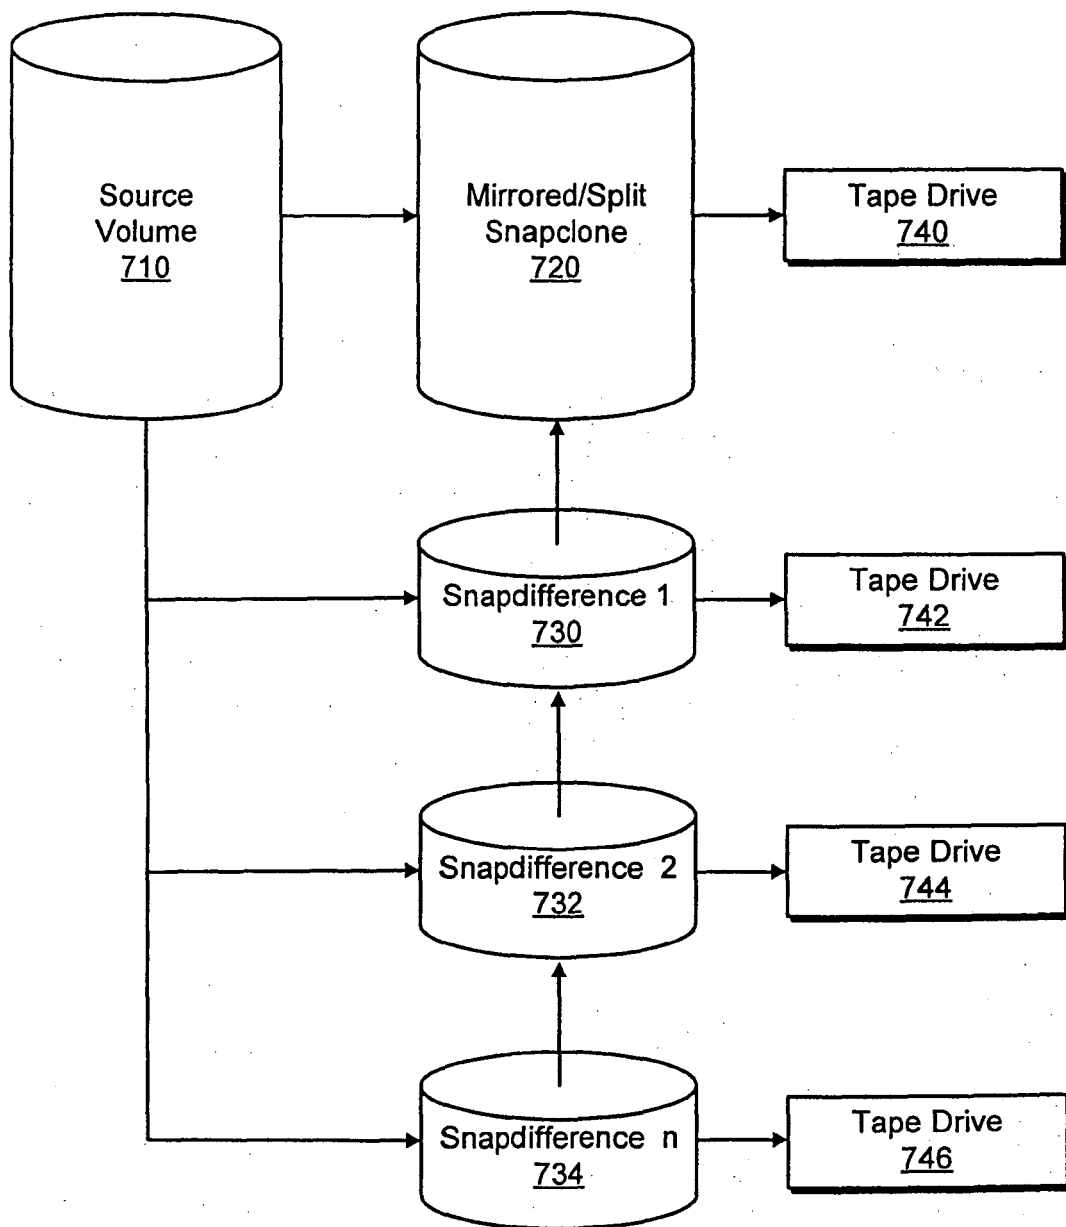 Source
Volume
710
Mirrored/Split
Snapclone
720
Tape Drive
740
Snapdifference 1
730
Tape Drive
742
Snapdifference 2
732
Tape Drive
744
Snapdifference n
734
Tape Drive
746